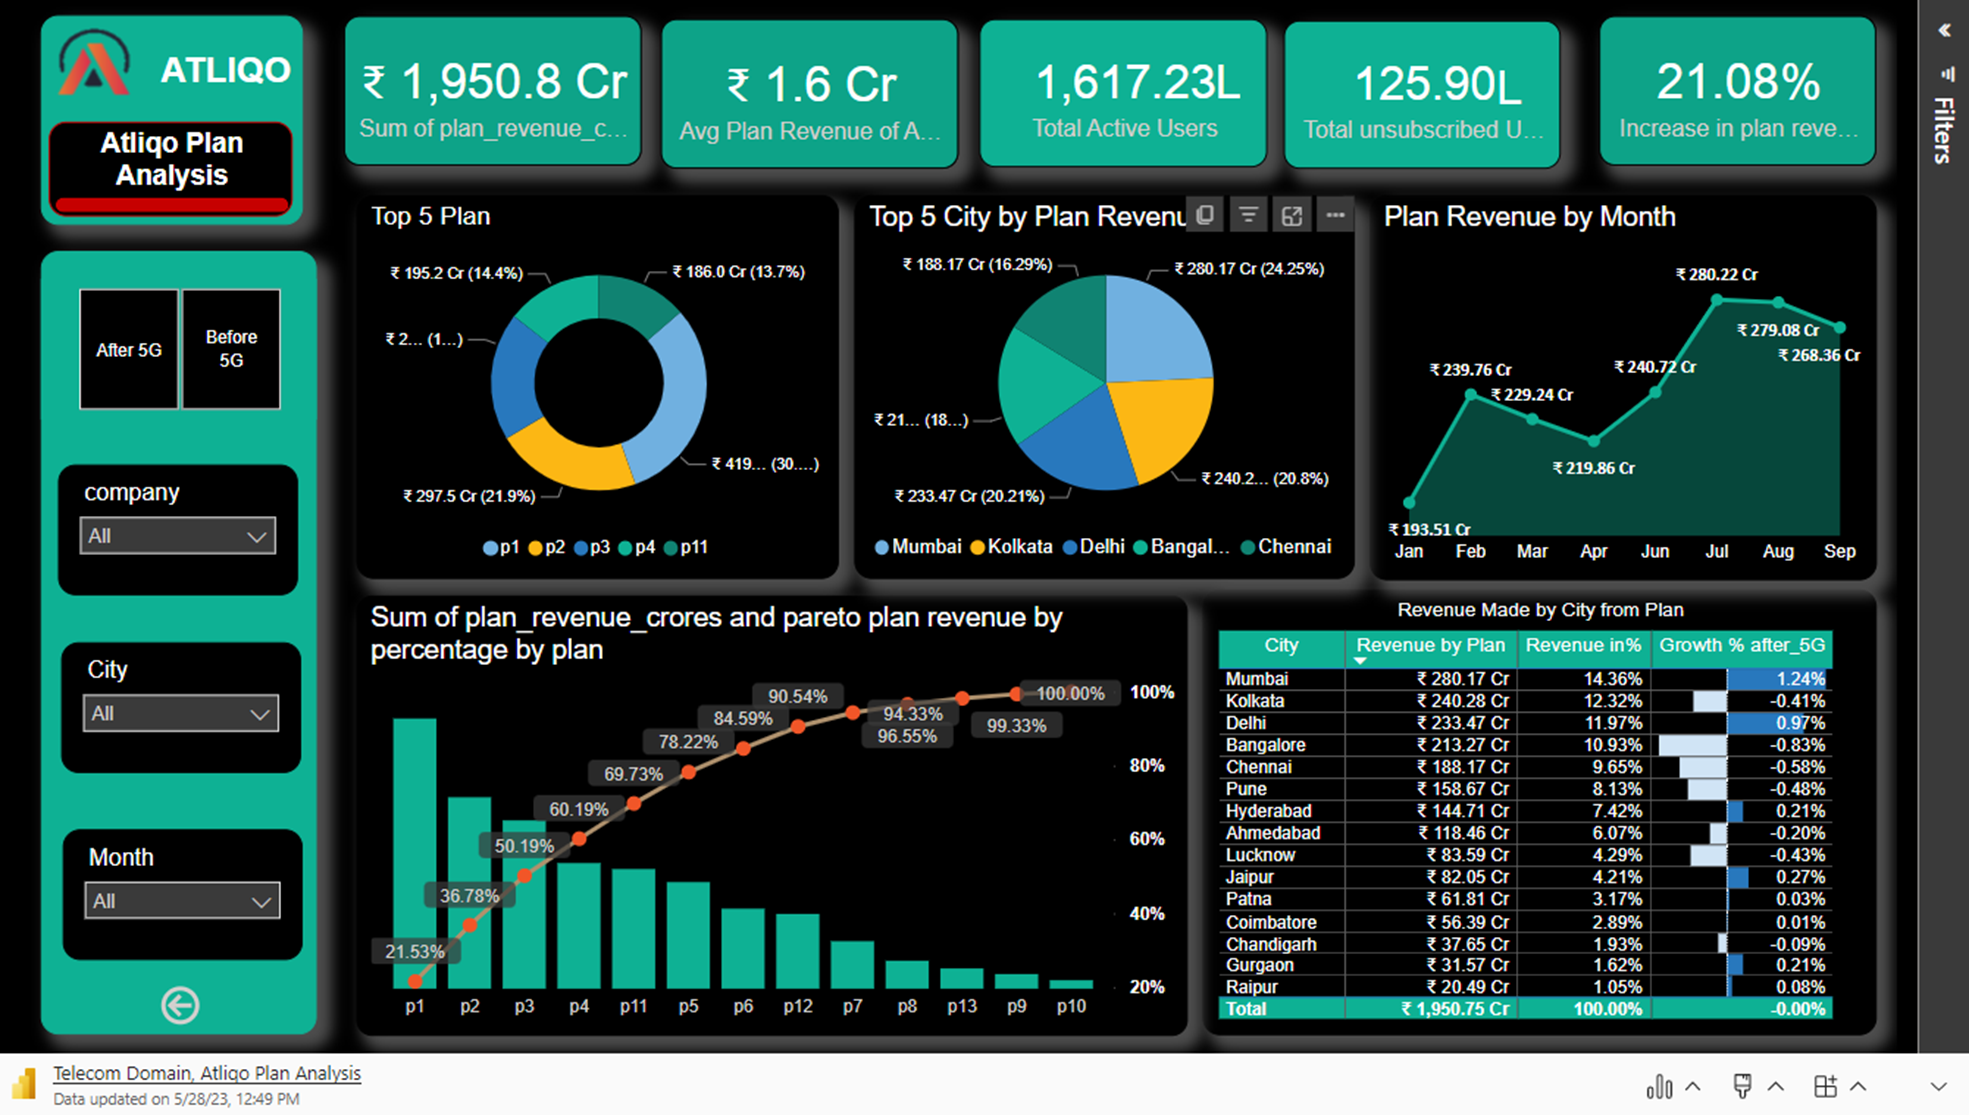 ATLIQO
Atliqo Plan
Analysis
₹ 1,950.8 Cr
Sum of plan_revenue_c...
₹ 1.6 Cr
Avg Plan Revenue of A...
1,617.23L
Total Active Users
125.90L
Total unsubscribed U...
21.08%
Increase in plan reve...
Filters
After 5G
Before
5G
company
All
City
All
Month
All
Top 5 Plan
₹ 195.2 Cr (14.4%)
₹ 186.0 Cr (13.7%)
₹ 2... (1...)
₹ 419... (30....)
₹ 297.5 Cr (21.9%)
p1 p2 p3 p4 p11
Top 5 City by Plan Revenu
₹ 188.17 Cr (16.29%)
₹ 280.17 Cr (24.25%)
₹ 21... (18...)
₹ 240.2... (20.8%)
₹ 233.47 Cr (20.21%)
Mumbai Kolkata Delhi Bangal... Chennai
Plan Revenue by Month
₹ 280.22 Cr
₹ 279.08 Cr
₹ 268.36 Cr
₹ 239.76 Cr
₹ 240.72 Cr
₹ 229.24 Cr
₹ 219.86 Cr
₹ 193.51 Cr
Jan Feb Mar Apr Jun Jul Aug Sep
Sum of plan_revenue_crores and pareto plan revenue by
percentage by plan
100.00% 100%
90.54%
84.59% 94.33%
99.33%
78.22% 96.55%
69.73% 80%
60.19%
50.19% 60%
36.78% 40%
21.53%
20%
p1 p2 p3 p4 p11 p5 p6 p12 p7 p8 p13 p9 p10
Revenue Made by City from Plan
City Revenue by Plan Revenue in% Growth % after_5G
Mumbai ₹ 280.17 Cr 14.36% 1.24%
Kolkata ₹ 240.28 Cr 12.32% -0.41%
Delhi ₹ 233.47 Cr 11.97% 0.97%
Bangalore ₹ 213.27 Cr 10.93% -0.83%
Chennai ₹ 188.17 Cr 9.65% -0.58%
Pune ₹ 158.67 Cr 8.13% -0.48%
Hyderabad ₹ 144.71 Cr 7.42% 0.21%
Ahmedabad ₹ 118.46 Cr 6.07% -0.20%
Lucknow ₹ 83.59 Cr 4.29% -0.43%
Jaipur ₹ 82.05 Cr 4.21% 0.27%
Patna ₹ 61.81 Cr 3.17% 0.03%
Coimbatore ₹ 56.39 Cr 2.89% 0.01%
Chandigarh ₹ 37.65 Cr 1.93% -0.09%
Gurgaon ₹ 31.57 Cr 1.62% 0.21%
Raipur ₹ 20.49 Cr 1.05% 0.08%
Total ₹ 1,950.75 Cr 100.00% -0.00%
Telecom Domain, Atliqo Plan Analysis
Data updated on 5/28/23, 12:49 PM